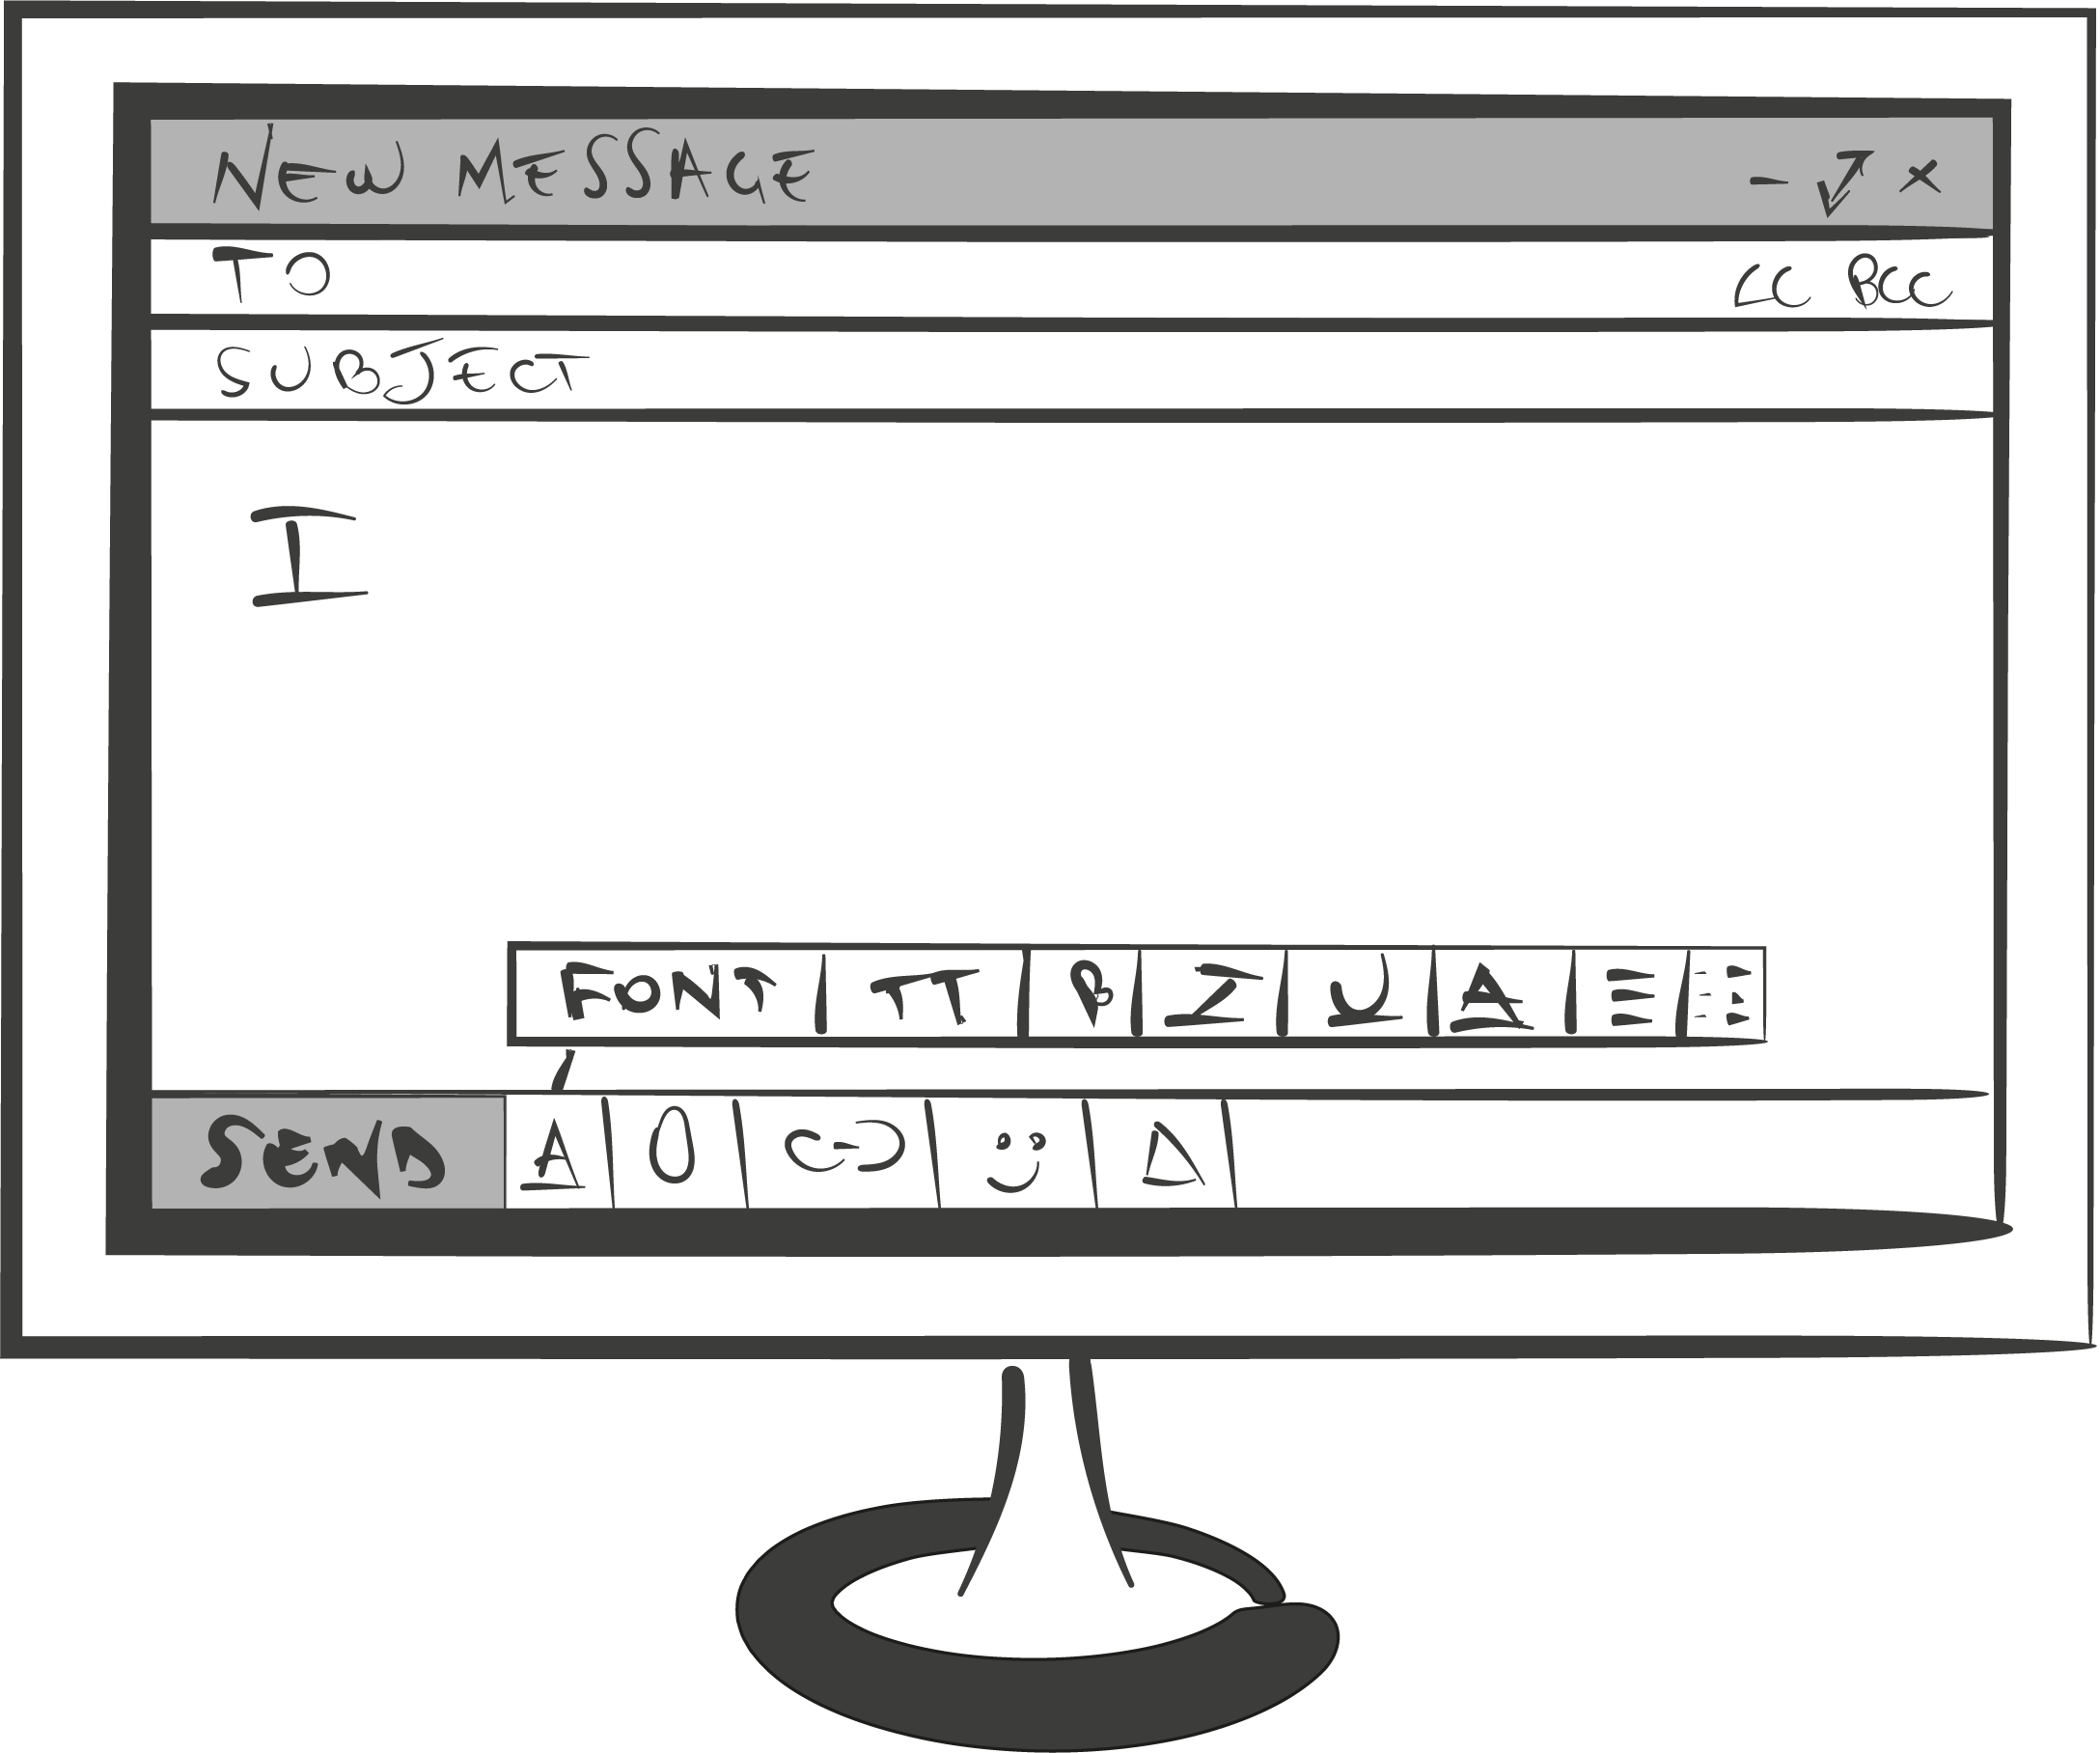 NEW MESSAGE
TO CC BCC
SUBJECT
I
FONT TT B I U A
SEND A